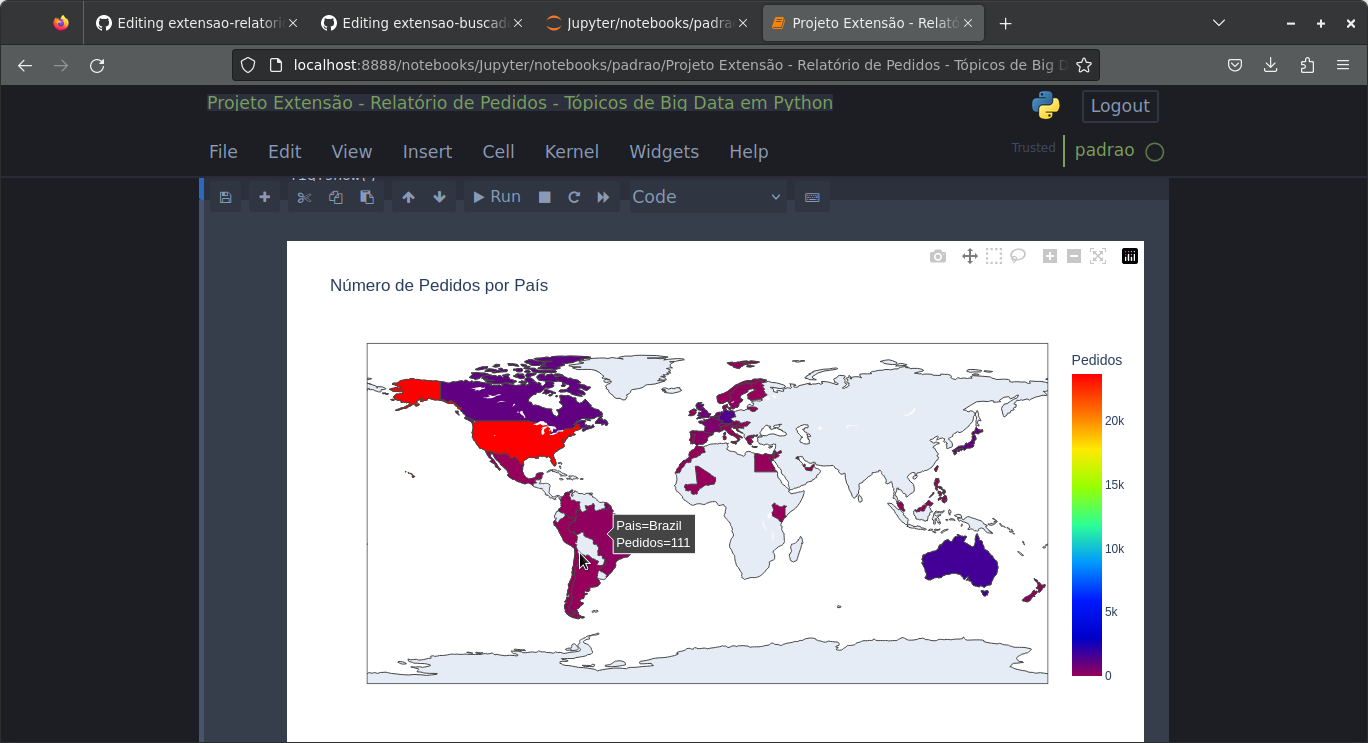 Editing extensao-relatori
Editing extensao-buscad
Jupyter/notebooks/padra
Projeto Extensão - Relató
localhost:8888/notebooks/Jupyter/notebooks/padrao/Projeto Extensão - Relatório de Pedidos - Tópicos de Big D
Projeto Extensão - Relatório de Pedidos - Tópicos de Big Data em Python
Logout
File Edit View Insert Cell Kernel Widgets Help
Trusted
padrao
Run
Code
Número de Pedidos por País
Pedidos
20k
15k
10k
5k
0
Pais=Brazil
Pedidos=111